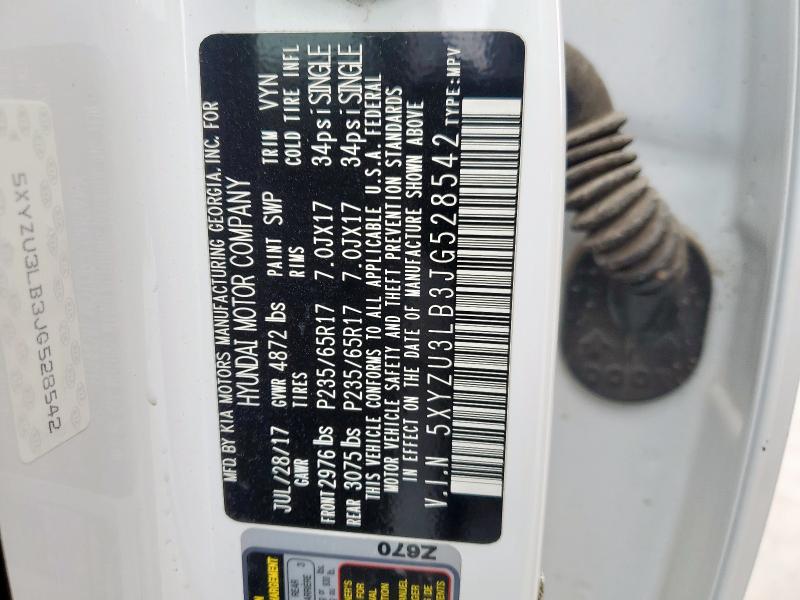 5XYZU3LB3JG528542
MFD. BY KIA MOTORS MANUFACTURING GEORGIA, INC. FOR
HYUNDAI MOTOR COMPANY
JUL/28/17 PAINT SWP TRIM VYN
GVWR 4872 lbs
GAWR TIRES RIMS COLD TIRE INFL
FRONT 2976 lbs P235/65R17 7.0JX17 34psi SINGLE
REAR 3075 lbs P235/65R17 7.0JX17 34psi SINGLE
THIS VEHICLE CONFORMS TO ALL APPLICABLE U.S.A. FEDERAL
MOTOR VEHICLE SAFETY AND THEFT PREVENTION STANDARDS
IN EFFECT ON THE DATE OF MANUFACTURE SHOWN ABOVE
V.I.N 5XYZU3LB3JG528542 TYPE:MPV
Z670
REAR